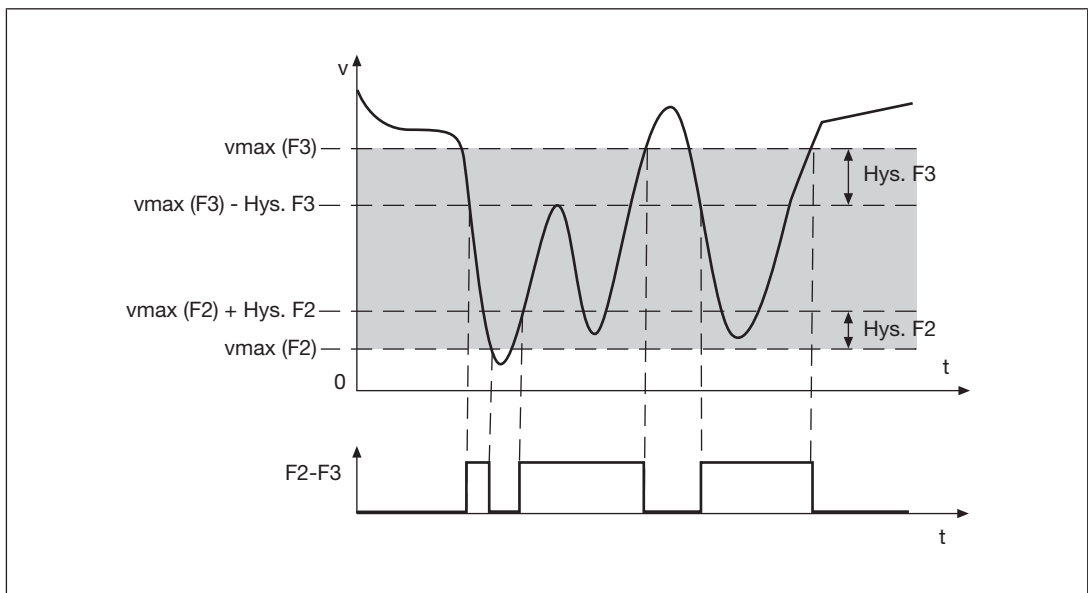 v
vmax (F3)
Hys. F3
vmax (F3) - Hys. F3
vmax (F2) + Hys. F2
Hys. F2
vmax (F2)
t
0
F2-F3
t